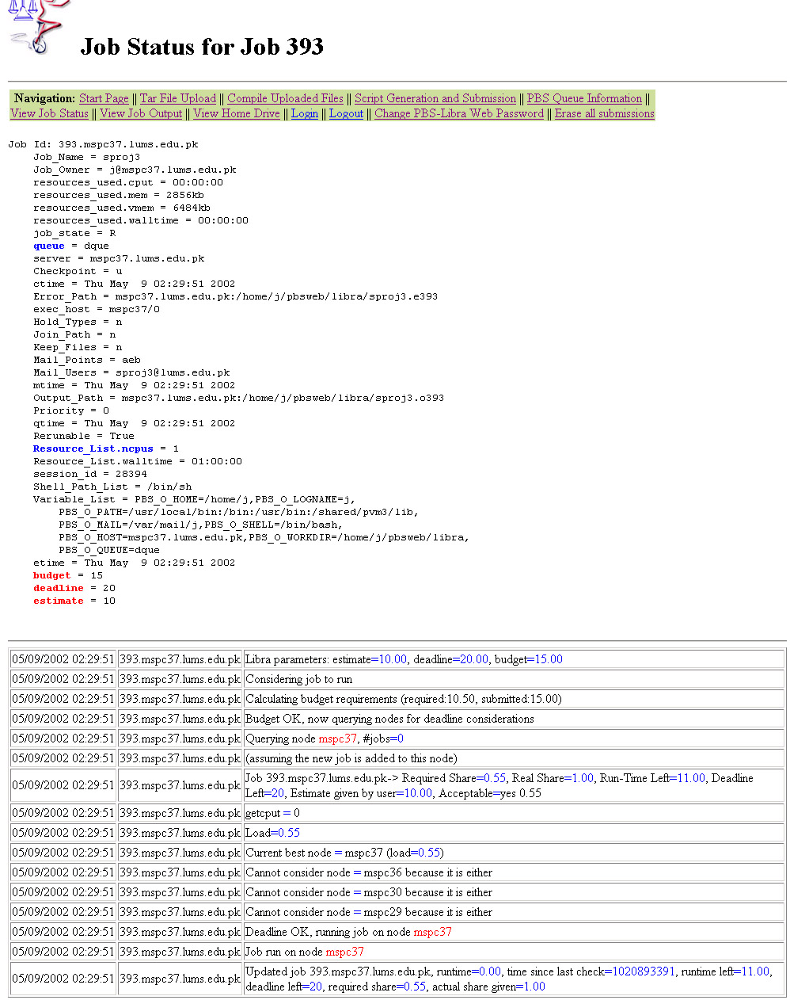 Job Status for Job 393
Navigation: Start Page || Tar File Upload || Compile Uploaded Files || Script Generation and Submission || PBS Queue Information ||
View Job Status || View Job Output || View Home Drive || Login || Logout || Change PBS-Libra Web Password || Erase all submissions
Job Id: 393.mspc37.lums.edu.pk
Job_Name = sproj3
Job_Owner = j@mspc37.lums.edu.pk
resources_used.cput = 00:00:00
resources_used.mem = 2856kb
resources_used.vmem = 6484kb
resources_used.walltime = 00:00:00
job_state = R
queue = dque
server = mspc37.lums.edu.pk
Checkpoint = u
ctime = Thu May  9 02:29:51 2002
Error_Path = mspc37.lums.edu.pk:/home/j/pbsweb/libra/sproj3.e393
exec_host = mspc37/0
Hold_Types = n
Join_Path = n
Keep_Files = n
Mail_Points = aeb
Mail_Users = sproj3@lums.edu.pk
mtime = Thu May  9 02:29:51 2002
Output_Path = mspc37.lums.edu.pk:/home/j/pbsweb/libra/sproj3.o393
Priority = 0
qtime = Thu May  9 02:29:51 2002
Rerunable = True
Resource_List.ncpus = 1
Resource_List.walltime = 01:00:00
session_id = 28394
Shell_Path_List = /bin/sh
Variable_List = PBS_O_HOME=/home/j,PBS_O_LOGNAME=j,
PBS_O_PATH=/usr/local/bin:/bin:/usr/bin:/shared/pvm3/lib,
PBS_O_MAIL=/var/mail/j,PBS_O_SHELL=/bin/bash,
PBS_O_HOST=mspc37.lums.edu.pk,PBS_O_WORKDIR=/home/j/pbsweb/libra,
PBS_O_QUEUE=dque
etime = Thu May  9 02:29:51 2002
budget = 15
deadline = 20
estimate = 10
05/09/2002 02:29:51 393.mspc37.lums.edu.pk Libra parameters: estimate=10.00, deadline=20.00, budget=15.00
05/09/2002 02:29:51 393.mspc37.lums.edu.pk Considering job to run
05/09/2002 02:29:51 393.mspc37.lums.edu.pk Calculating budget requirements (required:10.50, submitted:15.00)
05/09/2002 02:29:51 393.mspc37.lums.edu.pk Budget OK, now querying nodes for deadline considerations
05/09/2002 02:29:51 393.mspc37.lums.edu.pk Querying node mspc37, #jobs=0
05/09/2002 02:29:51 393.mspc37.lums.edu.pk (assuming the new job is added to this node)
05/09/2002 02:29:51 393.mspc37.lums.edu.pk Job 393.mspc37.lums.edu.pk-> Required Share=0.55, Real Share=1.00, Run-Time Left=11.00, Deadline
Left=20, Estimate given by user=10.00, Acceptable=yes 0.55
05/09/2002 02:29:51 393.mspc37.lums.edu.pk getcput = 0
05/09/2002 02:29:51 393.mspc37.lums.edu.pk Load=0.55
05/09/2002 02:29:51 393.mspc37.lums.edu.pk Current best node = mspc37 (load=0.55)
05/09/2002 02:29:51 393.mspc37.lums.edu.pk Cannot consider node = mspc36 because it is either
05/09/2002 02:29:51 393.mspc37.lums.edu.pk Cannot consider node = mspc30 because it is either
05/09/2002 02:29:51 393.mspc37.lums.edu.pk Cannot consider node = mspc29 because it is either
05/09/2002 02:29:51 393.mspc37.lums.edu.pk Deadline OK, running job on node mspc37
05/09/2002 02:29:51 393.mspc37.lums.edu.pk Job run on node mspc37
05/09/2002 02:29:51 393.mspc37.lums.edu.pk Updated job 393.mspc37.lums.edu.pk, runtime=0.00, time since last check=1020893391, runtime left=11.00,
deadline left=20, required share=0.55, actual share given=1.00